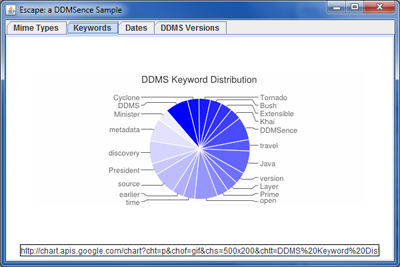 Escape: a DDMSence Sample
Mime Types Keywords Dates DDMS Versions
DDMS Keyword Distribution
Cyclone Tornado
DDMS Bush
Minister Extensible
Khai
metadata DDMSence
discovery travel
President Java
source version
earlier Layer
time Prime
open
http://chart.apis.google.com/chart?cht=p&chof=gif&chs=500x200&chtt=DDMS%20Keyword%20Dis